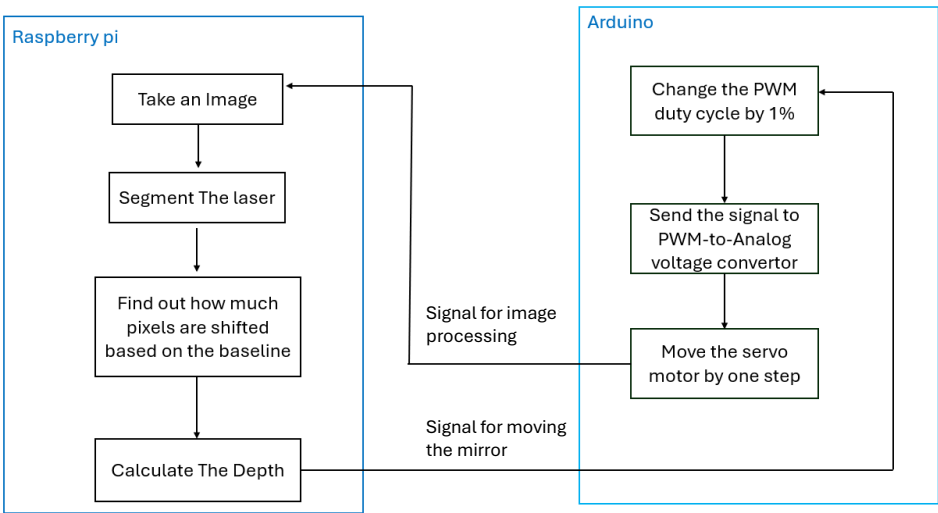 Raspberry pi
Take an Image
Segment The laser
Find out how much
pixels are shifted
based on the baseline
Calculate The Depth
Signal for image
processing
Signal for moving
the mirror
Arduino
Change the PWM
duty cycle by 1%
Send the signal to
PWM-to-Analog
voltage convertor
Move the servo
motor by one step